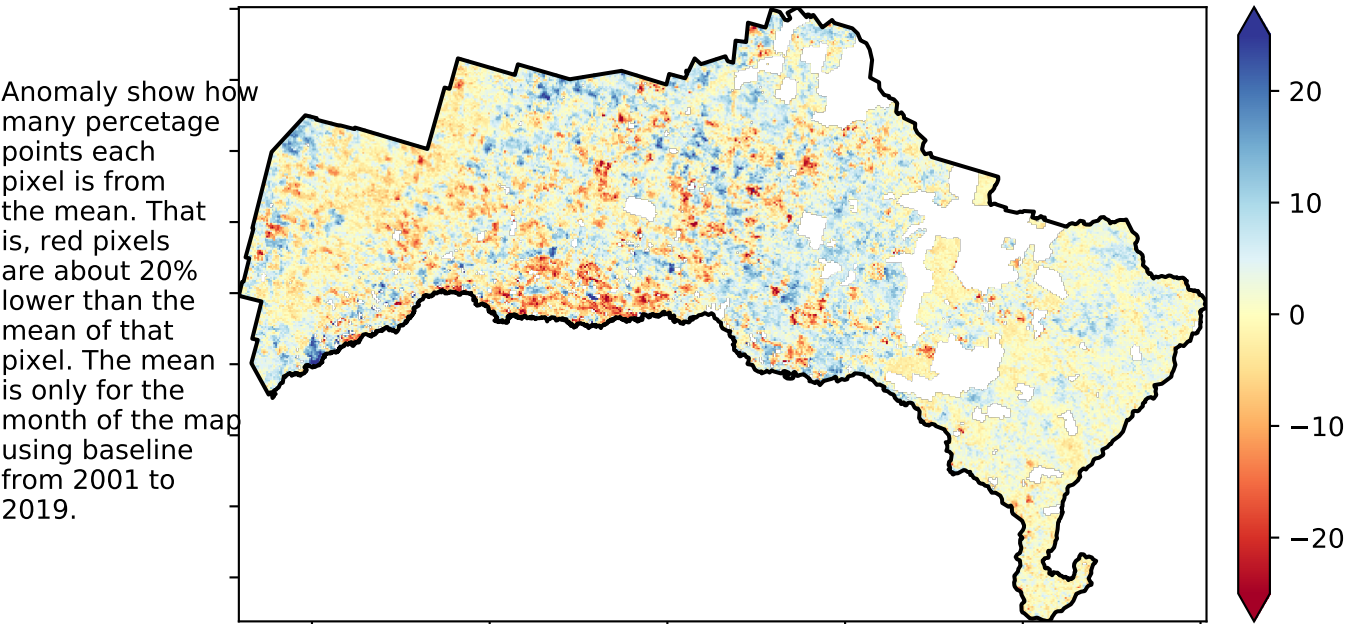 Anomaly show how
many percetage
points each
pixel is from
the mean. That
is, red pixels
are about 20%
lower than the
mean of that
pixel. The mean
is only for the
month of the map
using baseline
from 2001 to
2019.
20
10
0
−10
−20